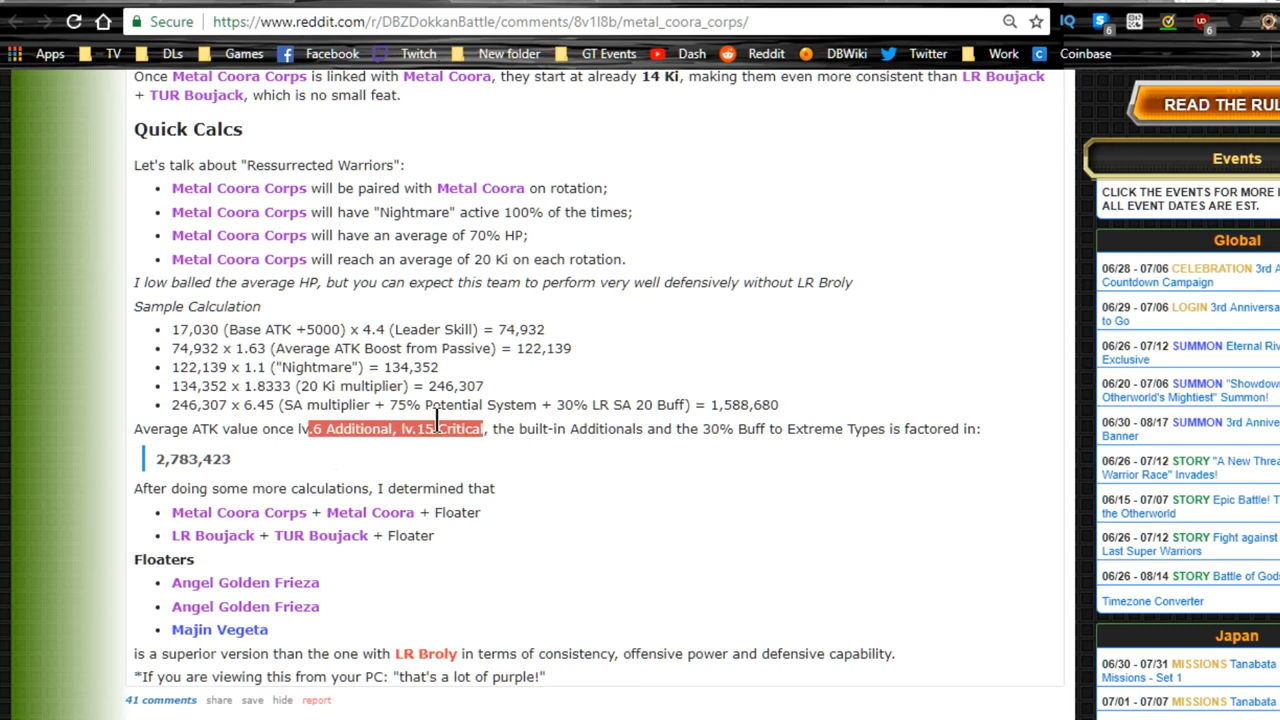 Secure
https://www.reddit.com/r/DBZDokkanBattle/comments/8v1l8b/metal_coora_corps/
Apps TV DLs Games Facebook Twitch New folder GT Events Dash Reddit DBWiki Twitter Work Coinbase »
Once Metal Coora Corps is linked with Metal Coora, they start at already 14 Ki, making them even more consistent than LR Boujack
+ TUR Boujack, which is no small feat.
Quick Calcs
Let's talk about "Ressurrected Warriors":
• Metal Coora Corps will be paired with Metal Coora on rotation;
• Metal Coora Corps will have "Nightmare" active 100% of the times;
• Metal Coora Corps will have an average of 70% HP;
• Metal Coora Corps will reach an average of 20 Ki on each rotation.
I low balled the average HP, but you can expect this team to perform very well defensively without LR Broly
Sample Calculation
• 17,030 (Base ATK +5000) x 4.4 (Leader Skill) = 74,932
• 74,932 x 1.63 (Average ATK Boost from Passive) = 122,139
• 122,139 x 1.1 ("Nightmare") = 134,352
• 134,352 x 1.8333 (20 Ki multiplier) = 246,307
• 246,307 x 6.45 (SA multiplier + 75% Potential System + 30% LR SA 20 Buff) = 1,588,680
Average ATK value once lv.6 Additional, lv.15 Critical, the built-in Additionals and the 30% Buff to Extreme Types is factored in:
2,783,423
After doing some more calculations, I determined that
• Metal Coora Corps + Metal Coora + Floater
• LR Boujack + TUR Boujack + Floater
Floaters
• Angel Golden Frieza
• Angel Golden Frieza
• Majin Vegeta
is a superior version than the one with LR Broly in terms of consistency, offensive power and defensive capability.
*If you are viewing this from your PC: "that's a lot of purple!"
41 comments share save hide report
READ THE RUL
Events
CLICK THE EVENTS FOR MORE I
ALL EVENT DATES ARE EST.
Global
06/28 - 07/06 CELEBRATION 3rd A
Countdown Campaign
06/29 - 07/06 LOGIN 3rd Anniversa
to Go
06/26 - 07/12 SUMMON Eternal Riv
Exclusive
06/20 - 07/06 SUMMON "Showdown
Otherworld's Mightiest" Summon!
06/30 - 08/17 SUMMON 3rd Annive
Banner
06/26 - 07/12 STORY "A New Threa
Warrior Race" Invades!
06/15 - 07/07 STORY Epic Battle! T
the Otherworld
06/26 - 07/12 STORY Fight against
Last Super Warriors
06/26 - 08/14 STORY Battle of God
Timezone Converter
Japan
06/30 - 07/31 MISSIONS Tanabata
Missions - Set 1
07/01 - 07/07 MISSIONS Tanabata